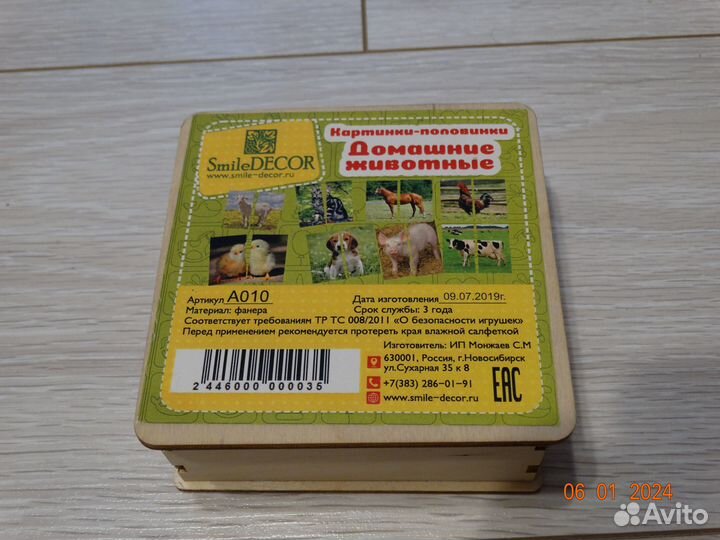 SmileDECOR
www.smile-decor.ru
Картинки-половинки
Домашние
животные
Артикул A010
Материал: фанера
Дата изготовления 09.07.2019г.
Срок службы: 3 года
Соответствует требованиям ТР ТС 008/2011 «О безопасности игрушек»
Перед применением рекомендуется протереть края влажной салфеткой
Изготовитель: ИП Монжаев С.М
630001, Россия, г.Новосибирск
ул.Сухарная 35 к 8
+7(383) 286-01-91
www.smile-decor.ru
2 446000 000035
EAC
06 01 2024
Avito